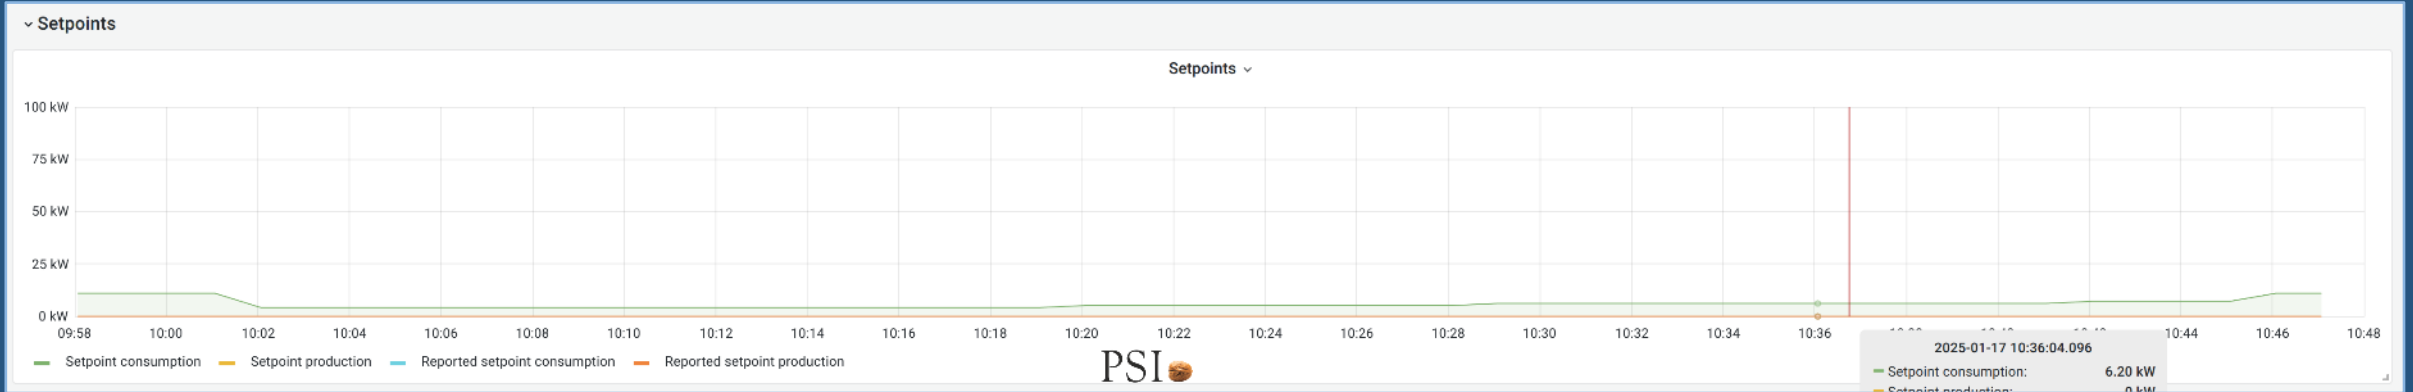 Setpoints
Setpoints
100 kW
75 kW
50 kW
25 kW
0 kW
09:58 10:00 10:02 10:04 10:06 10:08 10:10 10:12 10:14 10:16 10:18 10:20 10:22 10:24 10:26 10:28 10:30 10:32 10:34 10:36 10:44 10:46 10:48
Setpoint consumption Setpoint production Reported setpoint consumption Reported setpoint production
PSI
2025-01-17 10:36:04.096
Setpoint consumption: 6.20 kW
Setpoint production: 0 kW